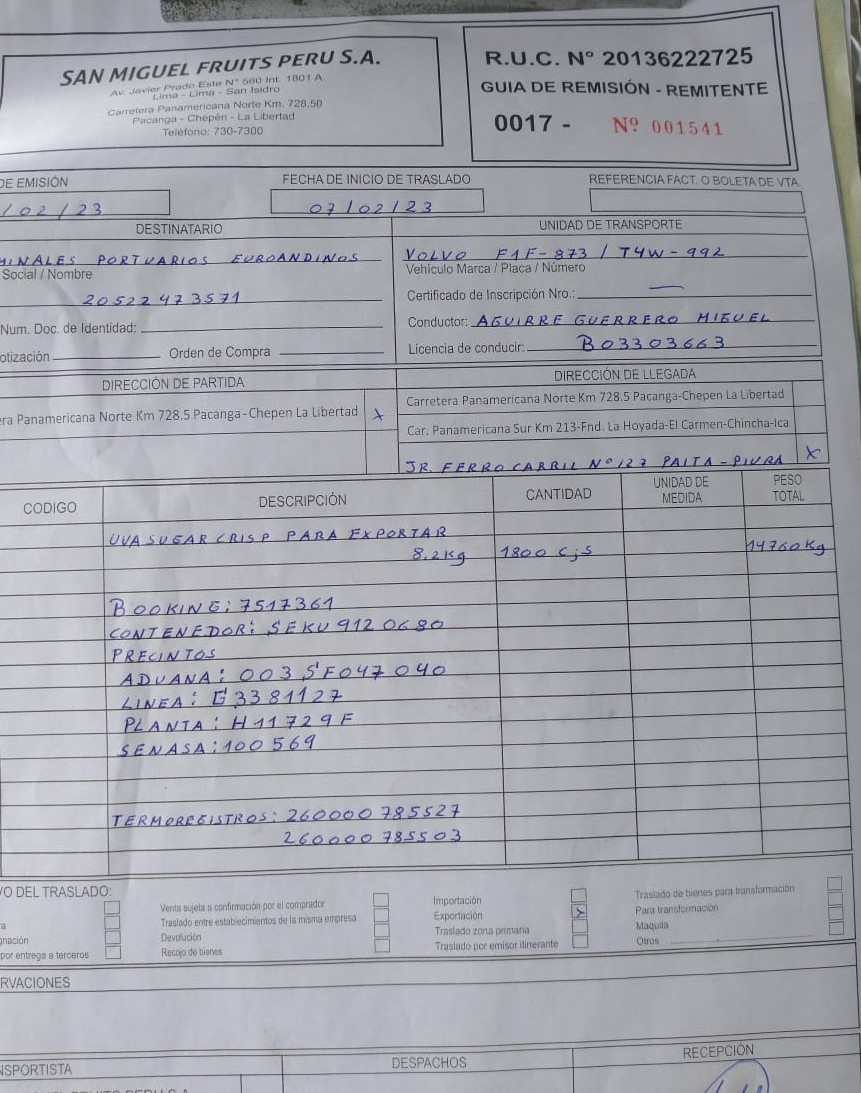 SAN MIGUEL FRUITS PERU S.A.
Av. Javier Prado Este N° 560 Int. 1801 A
Lima - Lima - San Isidro
Carretera Panamericana Norte Km. 728.50
Pacanga - Chepén - La Libertad
Teléfono: 730-7300
R.U.C. N° 20136222725
GUIA DE REMISIÓN - REMITENTE
0017 - Nº 001541
DE EMISIÓN
/02/23
FECHA DE INICIO DE TRASLADO
07/02/23
REFERENCIA FACT. O BOLETA DE VTA.
DESTINATARIO
MINALES PORTUARIOS EUROANDINOS
Social / Nombre
20522473571
Num. Doc. de Identidad:
otización Orden de Compra
UNIDAD DE TRANSPORTE
VOLVO F1F-873 / T4W-992
Vehículo Marca / Placa / Número
Certificado de Inscripción Nro.: —
Conductor: AGUIRRE GUERRERO MIGUEL
Licencia de conducir: B03303663
DIRECCIÓN DE PARTIDA
era Panamericana Norte Km 728.5 Pacanga-Chepen La Libertad X
DIRECCIÓN DE LLEGADA
Carretera Panamericana Norte Km 728.5 Pacanga-Chepen La Libertad
Car. Panamericana Sur Km 213-Fnd. La Hoyada-El Carmen-Chincha-Ica
JR. FERROCARRIL N°127 PAITA-PIURA X
CODIGO DESCRIPCIÓN CANTIDAD UNIDAD DE MEDIDA PESO TOTAL
UVA SUGAR CRISP PARA EXPORTAR
8.2kg 1800 Cjs 14760Kg
BOOKING: 7517361
CONTENEDOR: SEKU 912 0680
PRECINTOS
ADUANA: 003SF047040
LINEA: G3381127
PLANTA: H11729F
SENASA: 100569
TERMOREGISTROS: 260000785527
260000785503
VO DEL TRASLADO:
a
gnación
por entrega a terceros
Venta sujeta a confirmación por el comprador
Traslado entre establecimientos de la misma empresa
Devolución
Recojo de bienes
Importación
Exportación X
Traslado zona primaria
Traslado por emisor itinerante
Traslado de bienes para transformación
Para transformación
Maquila
Otros
RVACIONES
NSPORTISTA DESPACHOS RECEPCIÓN